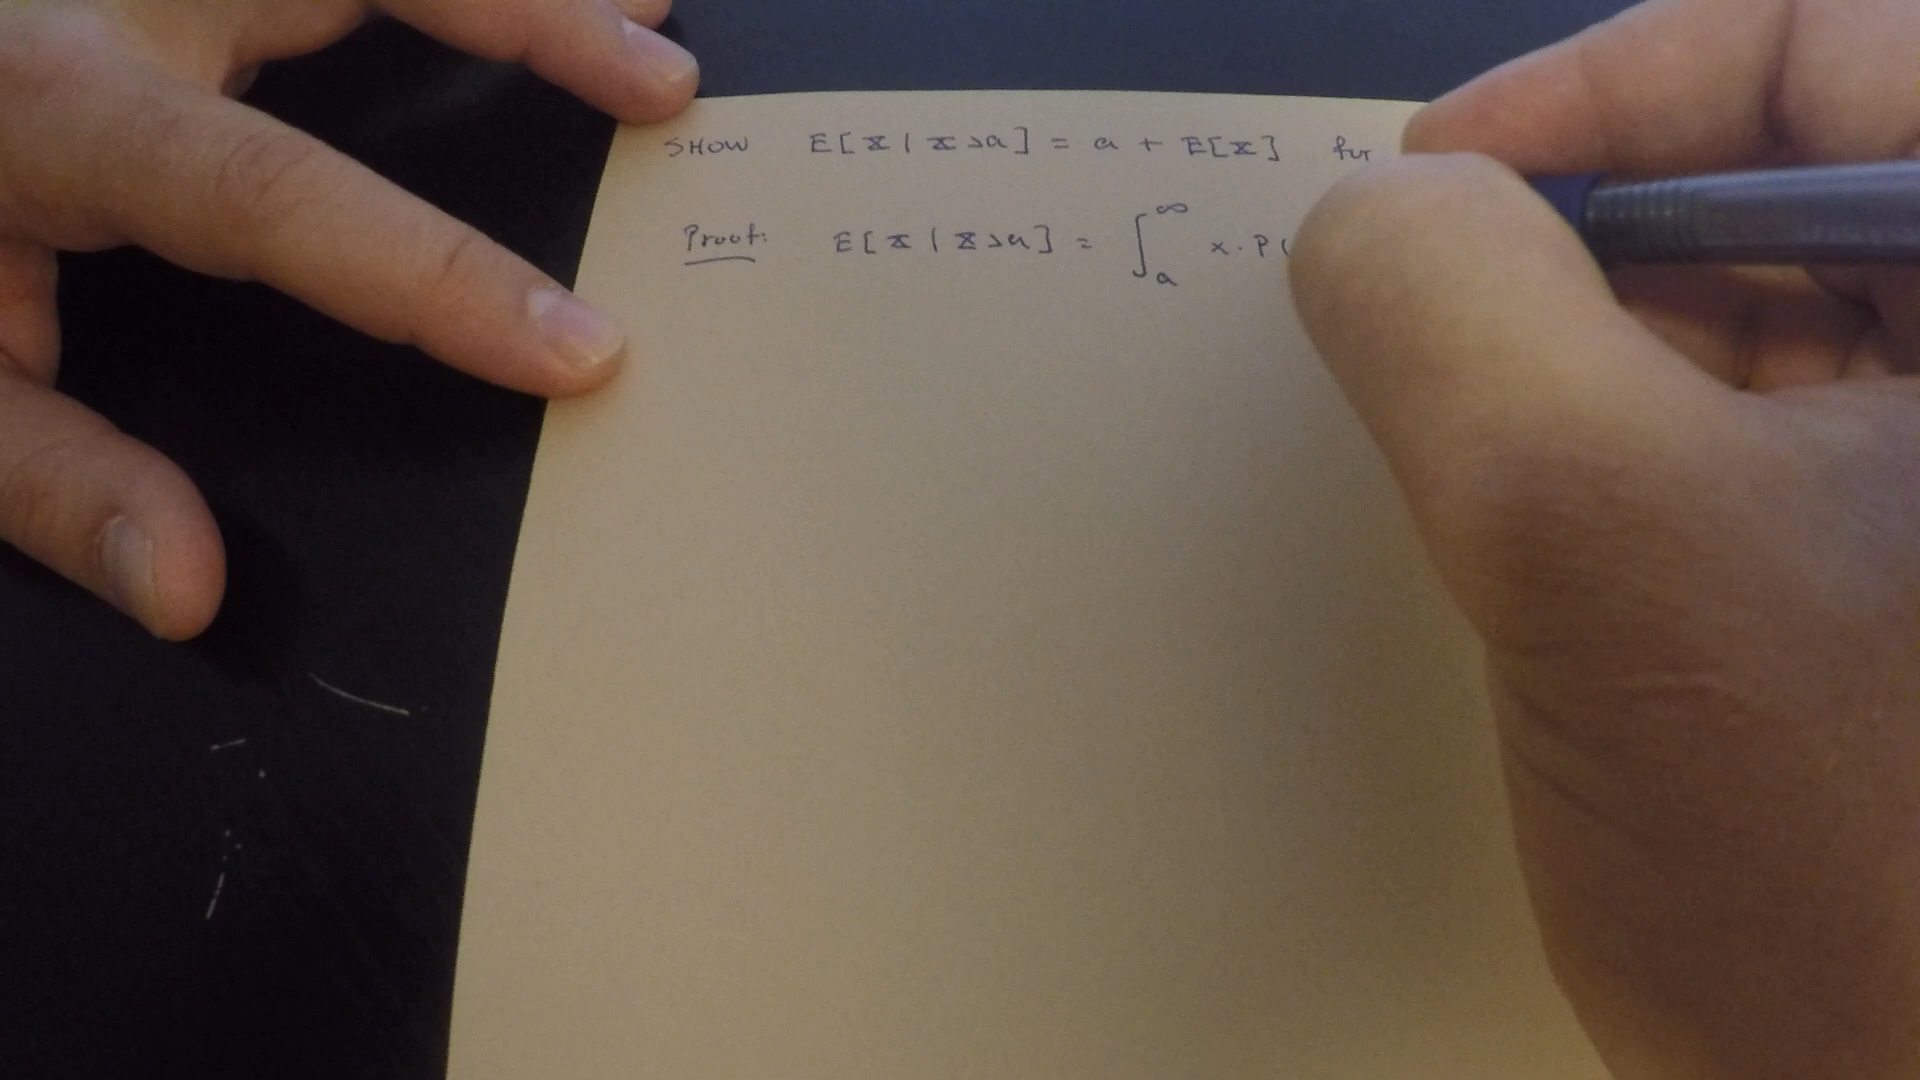 SHOW E[X | X>a] = a + E[X] for
Proof: E[X | X>a] = ∫_a^∞ x · P(